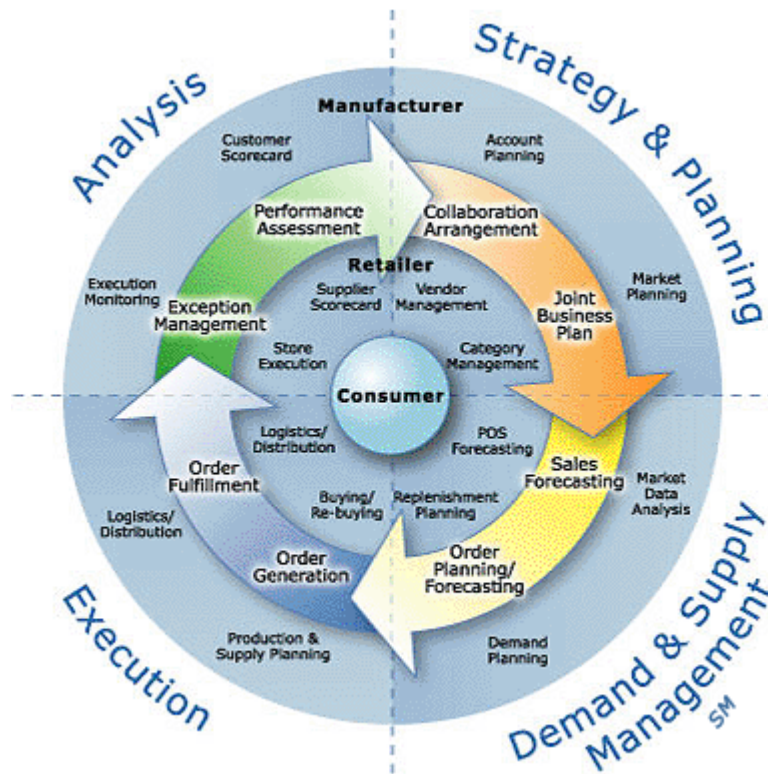 Strategy & Planning
Analysis
Manufacturer
Customer
Scorecard
Account
Planning
Performance
Assessment
Collaboration
Arrangement
Retailer
Execution
Monitoring
Exception
Management
Supplier
Scorecard
Vendor
Management
Joint
Business
Plan
Market
Planning
Store
Execution
Category
Management
Consumer
Logistics/
Distribution
POS
Forecasting
Order
Fulfillment
Sales
Forecasting
Market
Data
Analysis
Buying/
Re-buying
Replenishment
Planning
Logistics/
Distribution
Order
Generation
Order
Planning/
Forecasting
Production &
Supply Planning
Demand
Planning
Execution
Demand & Supply
Management SM